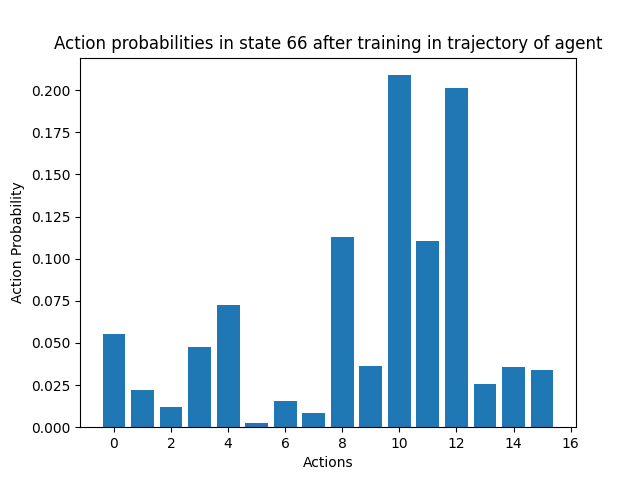 Action probabilities in state 66 after training in trajectory of agent
0.200
0.175
0.150
0.125
0.100
0.075
0.050
0.025
0.000
Action Probability
0 2 4 6 8 10 12 14 16
Actions